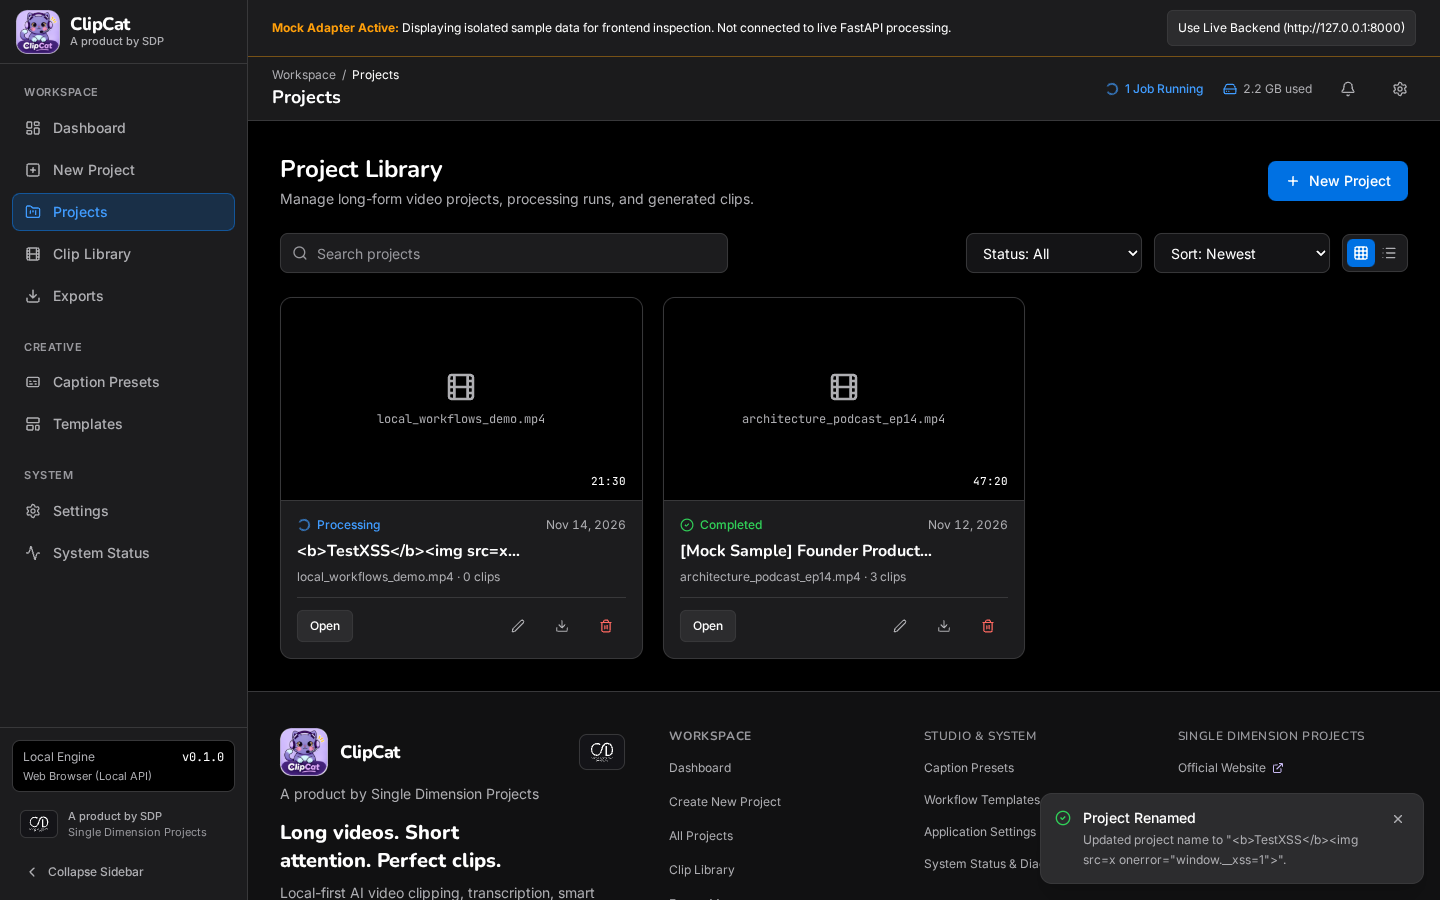 ClipCat
A product by SDP
WORKSPACE
Dashboard
New Project
Projects
Clip Library
Exports
CREATIVE
Caption Presets
Templates
SYSTEM
Settings
System Status
Local Engine v0.1.0
Web Browser (Local API)
A product by SDP
Single Dimension Projects
Collapse Sidebar
Mock Adapter Active: Displaying isolated sample data for frontend inspection. Not connected to live FastAPI processing.
Use Live Backend (http://127.0.0.1:8000)
Workspace / Projects
Projects
1 Job Running
2.2 GB used
Project Library
Manage long-form video projects, processing runs, and generated clips.
+ New Project
Search projects
Status: All
Sort: Newest
local_workflows_demo.mp4
21:30
Processing Nov 14, 2026
<b>TestXSS</b><img src=x...
local_workflows_demo.mp4 · 0 clips
Open
architecture_podcast_ep14.mp4
47:20
Completed Nov 12, 2026
[Mock Sample] Founder Product...
architecture_podcast_ep14.mp4 · 3 clips
Open
ClipCat
ClipCat
A product by Single Dimension Projects
Long videos. Short
attention. Perfect clips.
Local-first AI video clipping, transcription, smart
WORKSPACE
Dashboard
Create New Project
All Projects
Clip Library
STUDIO & SYSTEM
Caption Presets
Workflow Templates
Application Settings
System Status & Dia
SINGLE DIMENSION PROJECTS
Official Website
Project Renamed
Updated project name to "<b>TestXSS</b><img
src=x onerror="window.__xss=1">".